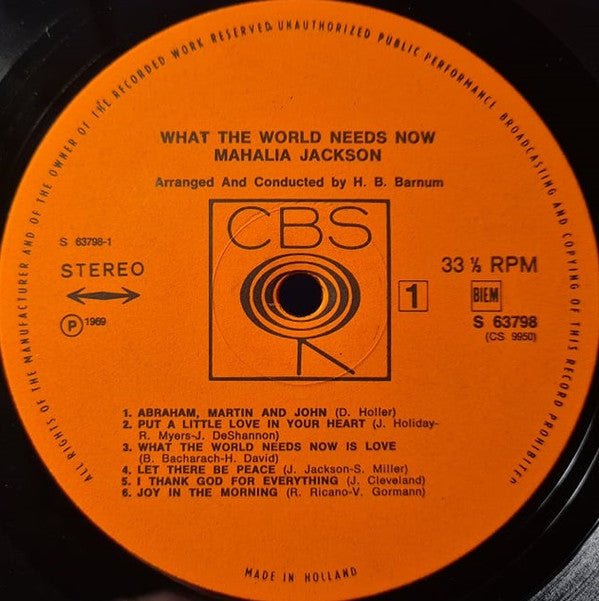 ALL RIGHTS OF THE MANUFACTURER AND OF THE OWNER OF THE RECORDED WORK RESERVED, UNAUTHORIZED PUBLIC PERFORMANCE, BROADCASTING AND COPYING OF THIS RECORD PROHIBITED
WHAT THE WORLD NEEDS NOW
MAHALIA JACKSON
Arranged And Conducted by H. B. Barnum
CBS
S 63798-1
STEREO
33 ⅓ RPM
℗ 1969
1
BIEM
S 63798
(CS 9950)
1. ABRAHAM, MARTIN AND JOHN (D. Holler)
2. PUT A LITTLE LOVE IN YOUR HEART (J. Holiday-
R. Myers-J. DeShannon)
3. WHAT THE WORLD NEEDS NOW IS LOVE
(B. Bacharach-H. David)
4. LET THERE BE PEACE (J. Jackson-S. Miller)
5. I THANK GOD FOR EVERYTHING (J. Cleveland)
6. JOY IN THE MORNING (R. Ricano-V. Gormann)
MADE IN HOLLAND